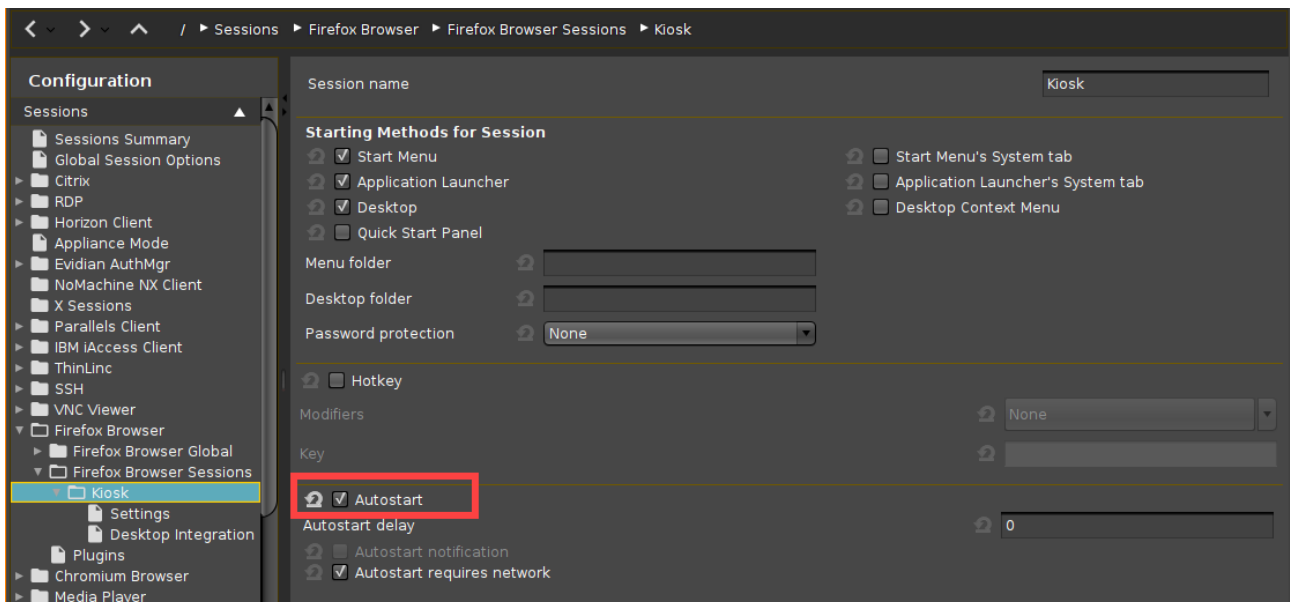 / Sessions Firefox Browser Firefox Browser Sessions Kiosk
Configuration
Sessions
Sessions Summary
Global Session Options
Citrix
RDP
Horizon Client
Appliance Mode
Evidian AuthMgr
NoMachine NX Client
X Sessions
Parallels Client
IBM iAccess Client
ThinLinc
SSH
VNC Viewer
Firefox Browser
Firefox Browser Global
Firefox Browser Sessions
Kiosk
Settings
Desktop Integration
Plugins
Chromium Browser
Media Player
Session name Kiosk
Starting Methods for Session
Start Menu Start Menu's System tab
Application Launcher Application Launcher's System tab
Desktop Desktop Context Menu
Quick Start Panel
Menu folder
Desktop folder
Password protection None
Hotkey
Modifiers None
Key
Autostart
Autostart delay 0
Autostart notification
Autostart requires network